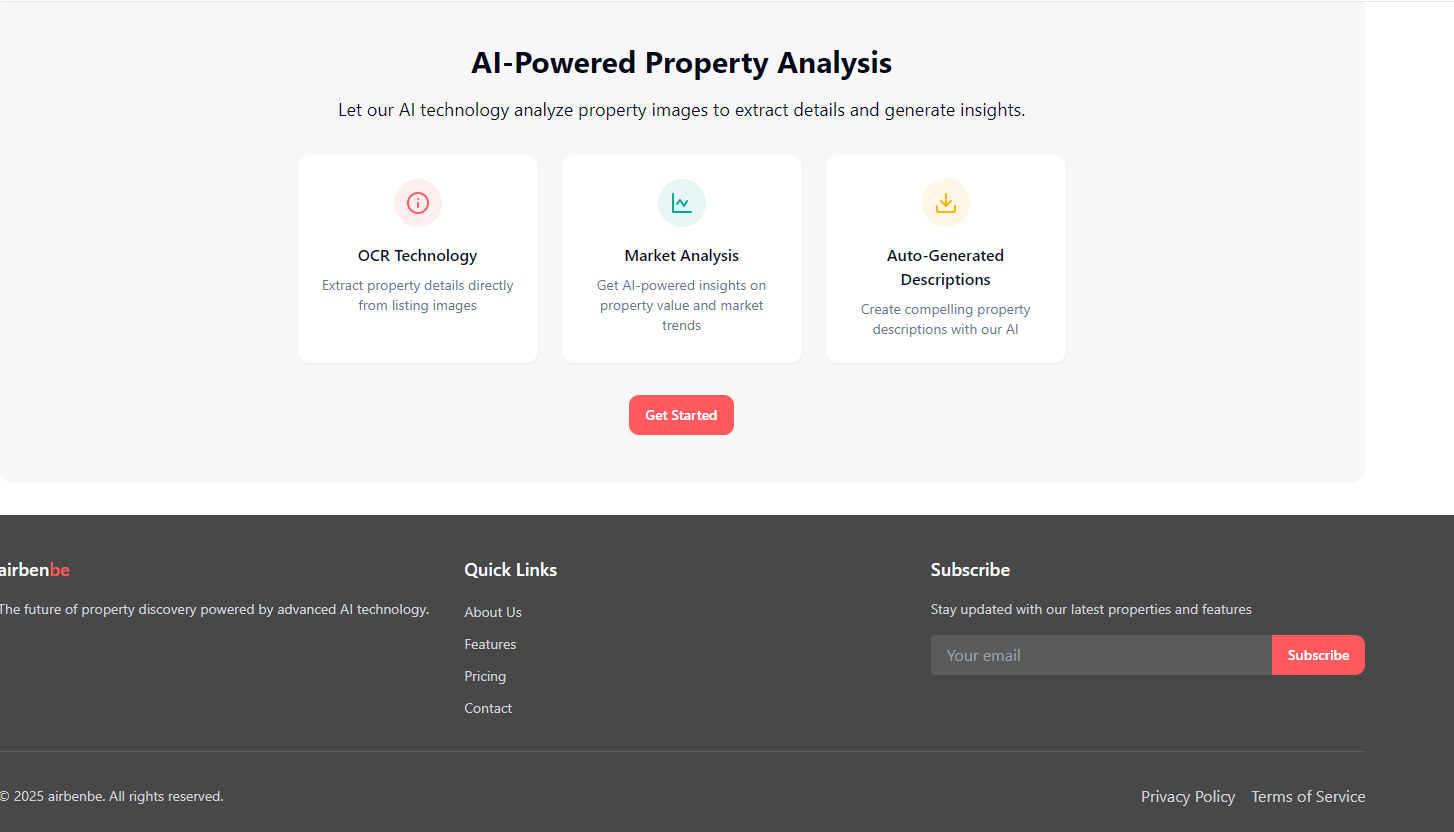 AI-Powered Property Analysis
Let our AI technology analyze property images to extract details and generate insights.
OCR Technology
Extract property details directly
from listing images
Market Analysis
Get AI-powered insights on
property value and market
trends
Auto-Generated
Descriptions
Create compelling property
descriptions with our AI
Get Started
airbenbe
The future of property discovery powered by advanced AI technology.
Quick Links
About Us
Features
Pricing
Contact
Subscribe
Stay updated with our latest properties and features
Your email
Subscribe
© 2025 airbenbe. All rights reserved.
Privacy Policy
Terms of Service